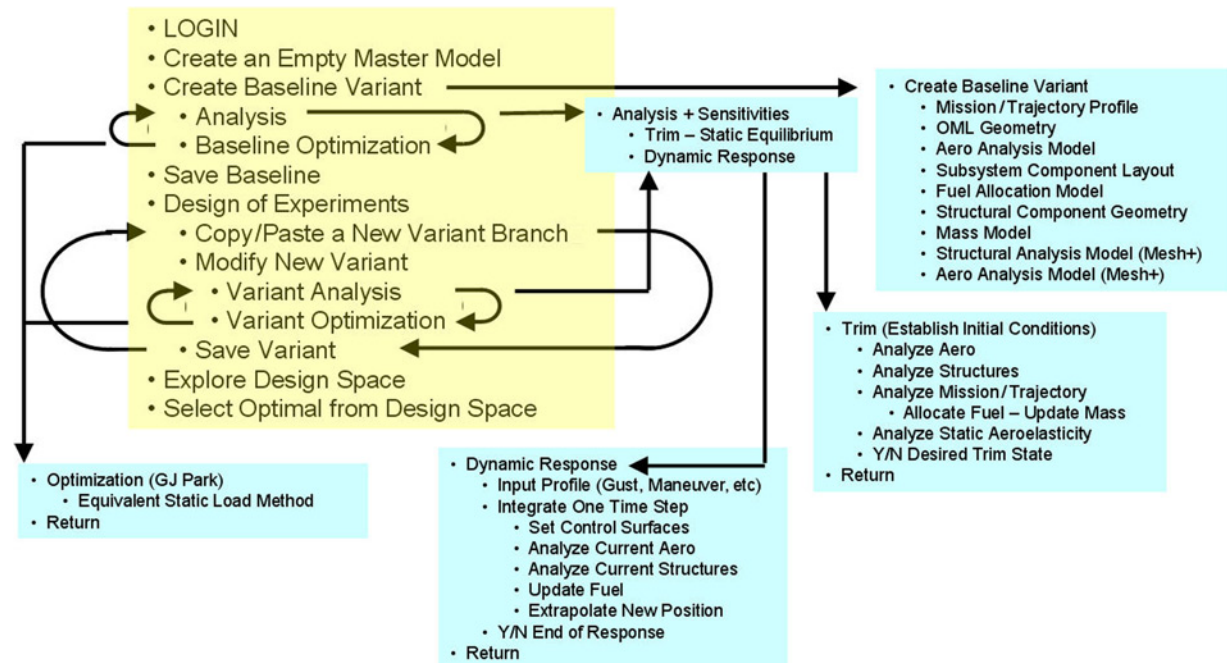 • LOGIN
• Create an Empty Master Model
• Create Baseline Variant
• Analysis
• Baseline Optimization
• Save Baseline
• Design of Experiments
• Copy/Paste a New Variant Branch
• Modify New Variant
• Variant Analysis
• Variant Optimization
• Save Variant
• Explore Design Space
• Select Optimal from Design Space
• Analysis + Sensitivities
• Trim – Static Equilibrium
• Dynamic Response
• Create Baseline Variant
• Mission / Trajectory Profile
• OML Geometry
• Aero Analysis Model
• Subsystem Component Layout
• Fuel Allocation Model
• Structural Component Geometry
• Mass Model
• Structural Analysis Model (Mesh+)
• Aero Analysis Model (Mesh+)
• Trim (Establish Initial Conditions)
• Analyze Aero
• Analyze Structures
• Analyze Mission / Trajectory
• Allocate Fuel – Update Mass
• Analyze Static Aeroelasticity
• Y/N Desired Trim State
• Return
• Optimization (GJ Park)
• Equivalent Static Load Method
• Return
• Dynamic Response
• Input Profile (Gust, Maneuver, etc)
• Integrate One Time Step
• Set Control Surfaces
• Analyze Current Aero
• Analyze Current Structures
• Update Fuel
• Extrapolate New Position
• Y/N End of Response
• Return